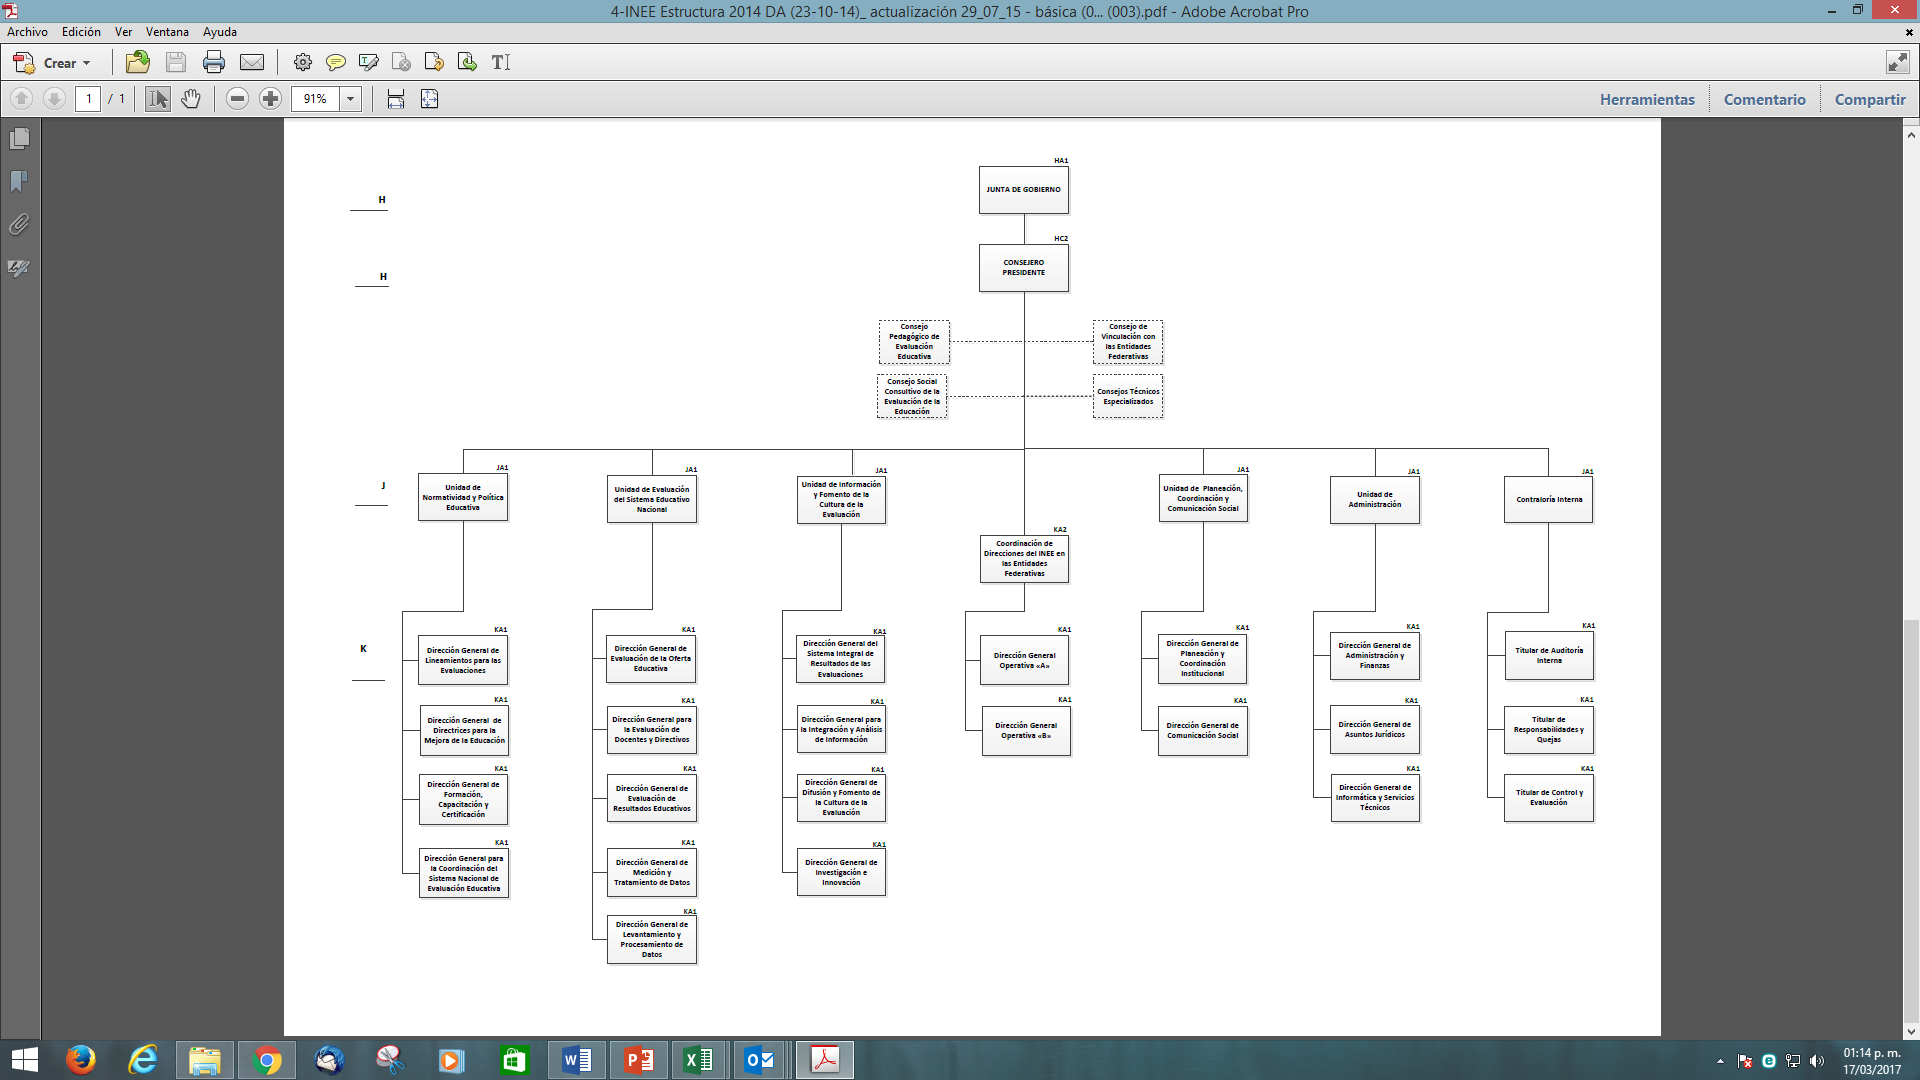 4-INEE Estructura 2014 DA (23-10-14)_ actualización 29_07_15 - básica (0... (003).pdf - Adobe Acrobat Pro
Archivo Edición Ver Ventana Ayuda
Crear
1 / 1
91%
Herramientas Comentario Compartir
HA1
JUNTA DE GOBIERNO
H
HC2
CONSEJERO
PRESIDENTE
H
Consejo
Pedagógico de
Evaluación
Educativa
Consejo de
Vinculación con
las Entidades
Federativas
Consejo Social
Consultivo de la
Evaluación de la
Educación
Consejos Técnicos
Especializados
J
JA1
Unidad de
Normatividad y Política
Educativa
JA1
Unidad de Evaluación
del Sistema Educativo
Nacional
JA1
Unidad de Información
y Fomento de la
Cultura de la
Evaluación
KA2
Coordinación de
Direcciones del INEE en
las Entidades
Federativas
JA1
Unidad de Planeación,
Coordinación y
Comunicación Social
JA1
Unidad de
Administración
JA1
Contraloría Interna
K
KA1
Dirección General de
Lineamientos para las
Evaluaciones
KA1
Dirección General de
Directrices para la
Mejora de la Educación
KA1
Dirección General de
Formación,
Capacitación y
Certificación
KA1
Dirección General para
la Coordinación del
Sistema Nacional de
Evaluación Educativa
KA1
Dirección General de
Evaluación de la Oferta
Educativa
KA1
Dirección General para
la Evaluación de
Docentes y Directivos
KA1
Dirección General de
Evaluación de
Resultados Educativos
KA1
Dirección General de
Medición y
Tratamiento de Datos
KA1
Dirección General de
Levantamiento y
Procesamiento de
Datos
KA1
Dirección General del
Sistema Integral de
Resultados de las
Evaluaciones
KA1
Dirección General para
la Integración y Análisis
de Información
KA1
Dirección General de
Difusión y Fomento de
la Cultura de la
Evaluación
KA1
Dirección General de
Investigación e
Innovación
KA1
Dirección General
Operativa «A»
KA1
Dirección General
Operativa «B»
KA1
Dirección General de
Planeación y
Coordinación
Institucional
KA1
Dirección General de
Comunicación Social
KA1
Dirección General de
Administración y
Finanzas
KA1
Dirección General de
Asuntos Jurídicos
KA1
Dirección General de
Informática y Servicios
Técnicos
KA1
Titular de Auditoría
Interna
KA1
Titular de
Responsabilidades y
Quejas
KA1
Titular de Control y
Evaluación
01:14 p. m.
17/03/2017